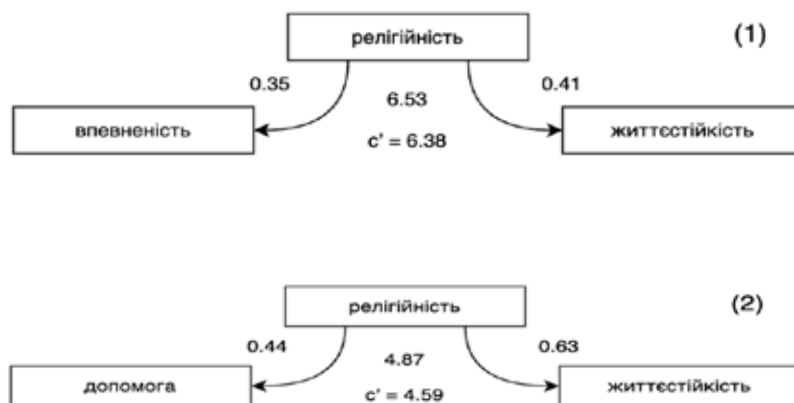 релігійність (1)
0.35 6.53 0.41
впевненість життєстійкість
c' = 6.38
релігійність (2)
0.44 4.87 0.63
допомога життєстійкість
c' = 4.59